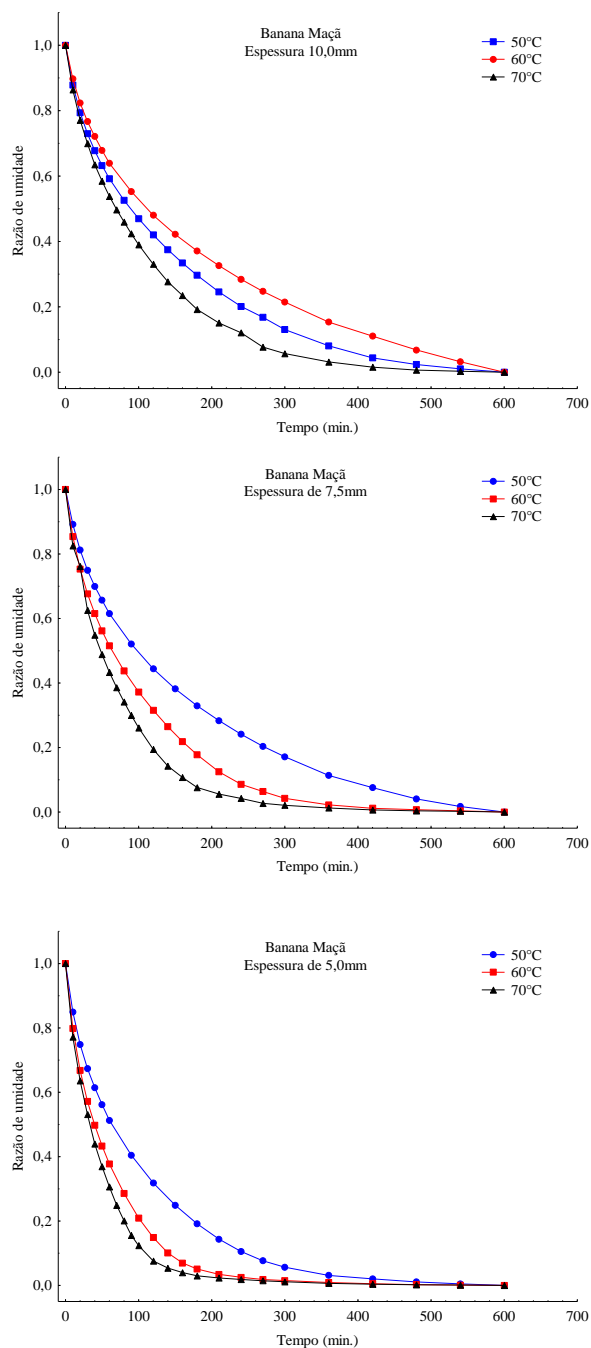 Banana Maçã
Espessura 10,0mm
50°C
60°C
70°C
1,0
0,8
0,6
0,4
0,2
0,0
Razão de umidade
0 100 200 300 400 500 600 700
Tempo (min.)
Banana Maçã
Espessura de 7,5mm
50°C
60°C
70°C
1,0
0,8
0,6
0,4
0,2
0,0
Razão de umidade
0 100 200 300 400 500 600 700
Tempo (min.)
Banana Maçã
Espessura de 5,0mm
50°C
60°C
70°C
1,0
0,8
0,6
0,4
0,2
0,0
Razão de umidade
0 100 200 300 400 500 600 700
Tempo (min.)